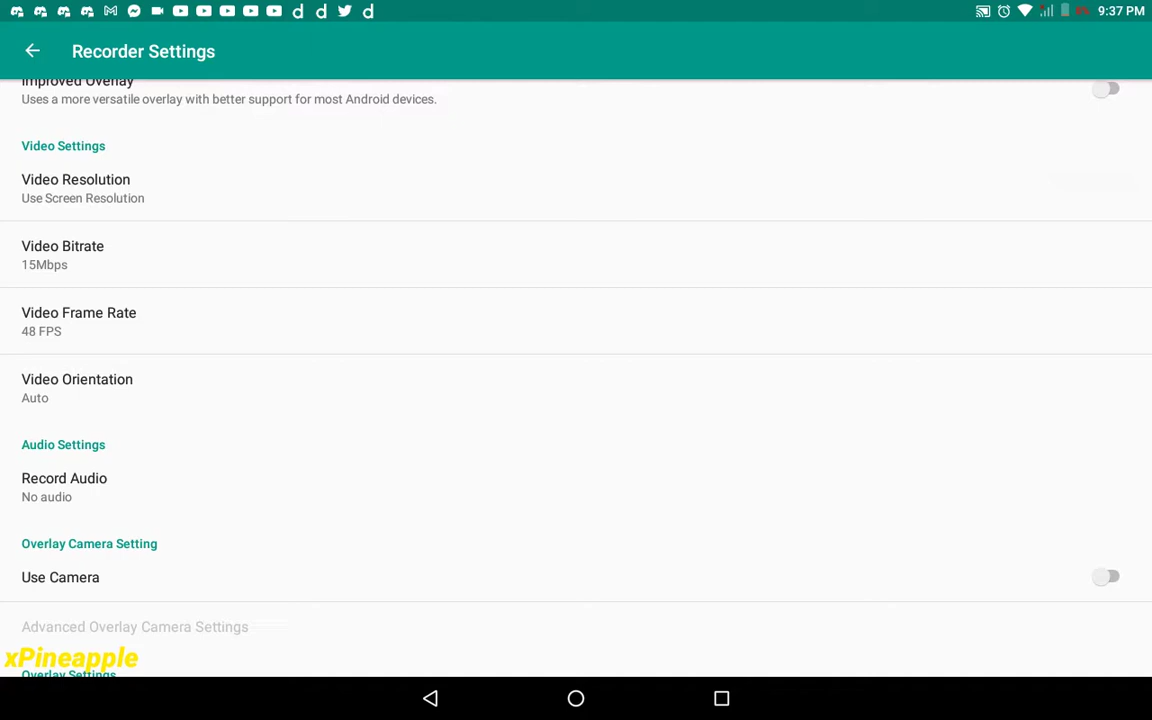 9:37 PM
Recorder Settings
Improved Overlay
Uses a more versatile overlay with better support for most Android devices.
Video Settings
Video Resolution
Use Screen Resolution
Video Bitrate
15Mbps
Video Frame Rate
48 FPS
Video Orientation
Auto
Audio Settings
Record Audio
No audio
Overlay Camera Setting
Use Camera
Advanced Overlay Camera Settings
xPineapple
Overlay Settings